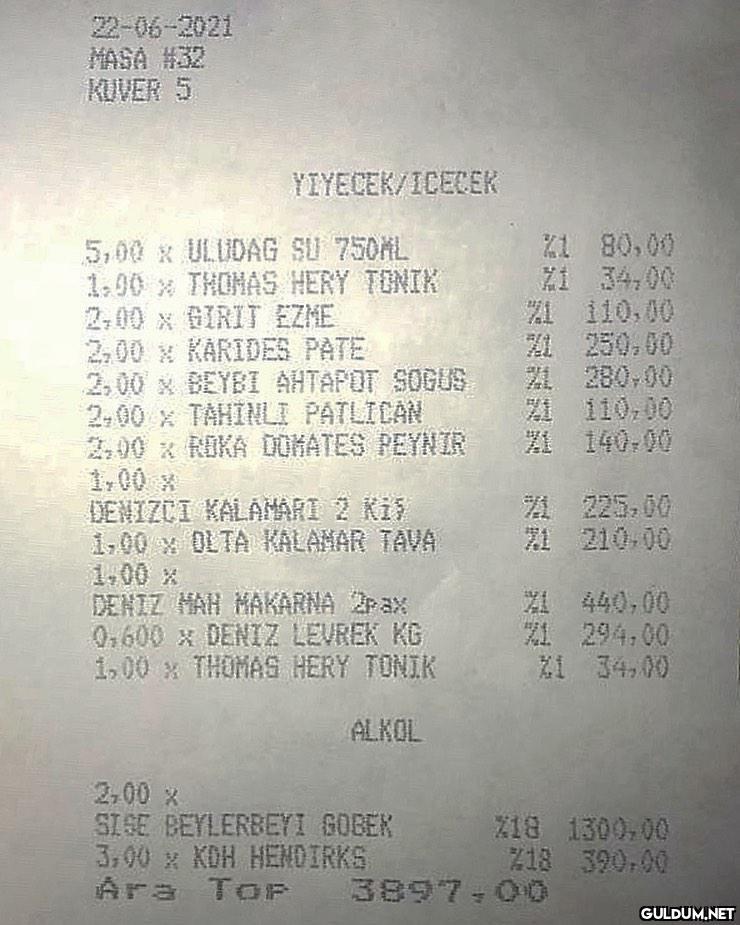 22-06-2021
MASA #32
KUVER 5
YIYECEK/ICECEK
5,00 x ULUDAG SU 750ML %1 80,00
1,00 x THOMAS HERY TONIK %1 34,00
2,00 x GIRIT EZME %1 110,00
2,00 x KARIDES PATE %1 250,00
2,00 x BEYBI AHTAPOT SOGUS %1 280,00
2,00 x TAHINLI PATLICAN %1 110,00
2,00 x ROKA DOMATES PEYNIR %1 140,00
1,00 x
DENIZCI KALAMARI 2 Kiş %1 225,00
1,00 x OLTA KALAMAR TAVA %1 210,00
1,00 x
DENIZ MAH MAKARNA 2pax %1 440,00
0,600 x DENIZ LEVREK KG %1 294,00
1,00 x THOMAS HERY TONIK %1 34,00
ALKOL
2,00 x
SISE BEYLERBEYI GOBEK %18 1300,00
3,00 x KDH HENDIRKS %18 390,00
Ara Top 3897,00
GULDUM.NET